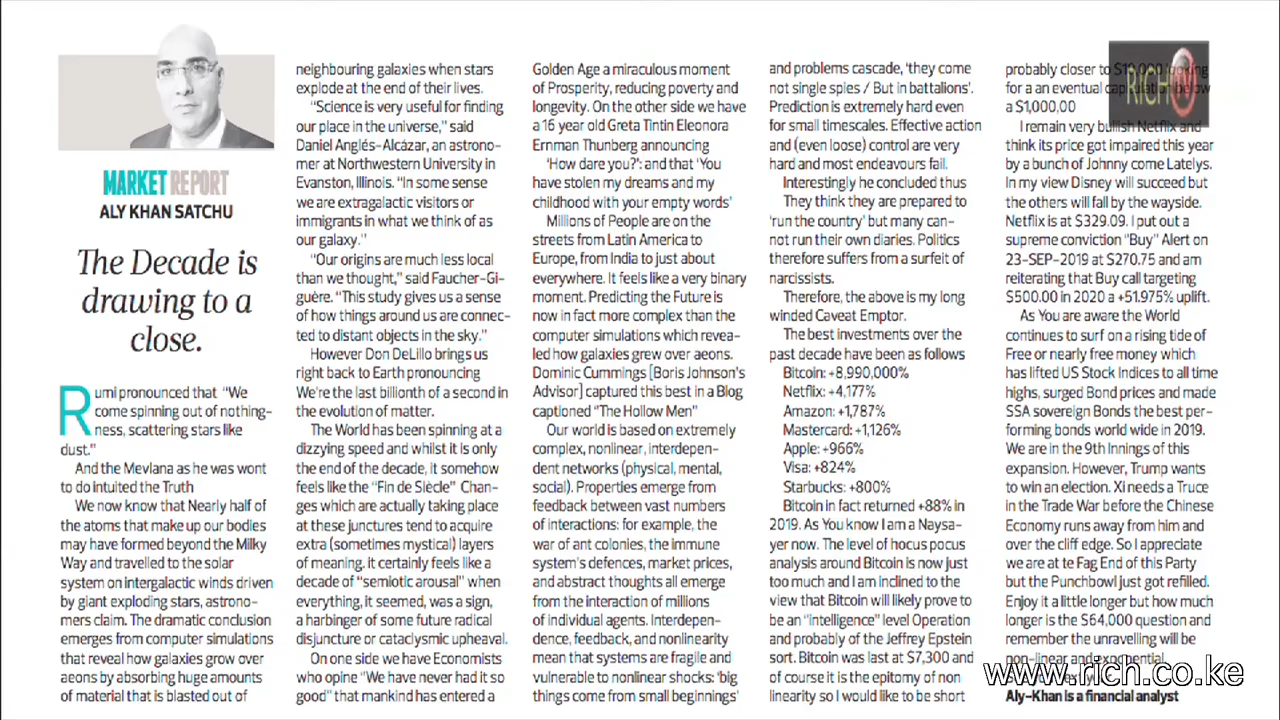 MARKET REPORT
ALY KHAN SATCHU
The Decade is
drawing to a
close.
Rumi pronounced that “We
come spinning out of nothing-
ness, scattering stars like
dust.”
And the Mevlana as he was wont
to do intuited the Truth
We now know that Nearly half of
the atoms that make up our bodies
may have formed beyond the Milky
Way and travelled to the solar
system on intergalactic winds driven
by giant exploding stars, astrono-
mers claim. The dramatic conclusion
emerges from computer simulations
that reveal how galaxies grow over
aeons by absorbing huge amounts
of material that is blasted out of
neighbouring galaxies when stars
explode at the end of their lives.
“Science is very useful for finding
our place in the universe,” said
Daniel Anglés-Alcázar, an astrono-
mer at Northwestern University in
Evanston, Illinois. “In some sense
we are extragalactic visitors or
immigrants in what we think of as
our galaxy.”
“Our origins are much less local
than we thought,” said Faucher-Gi-
guère. “This study gives us a sense
of how things around us are connec-
ted to distant objects in the sky.”
However Don DeLillo brings us
right back to Earth pronouncing
We're the last billionth of a second in
the evolution of matter.
The World has been spinning at a
dizzying speed and whilst it is only
the end of the decade, it somehow
feels like the “Fin de Siècle” Chan-
ges which are actually taking place
at these junctures tend to acquire
extra (sometimes mystical) layers
of meaning. it certainly feels like a
decade of “semiotic arousal” when
everything, it seemed, was a sign,
a harbinger of some future radical
disjuncture or cataclysmic upheaval.
On one side we have Economists
who opine “We have never had it so
good” that mankind has entered a
Golden Age a miraculous moment
of Prosperity, reducing poverty and
longevity. On the other side we have
a 16 year old Greta Tintin Eleonora
Ernman Thunberg announcing
‘How dare you?’: and that ‘You
have stolen my dreams and my
childhood with your empty words’
Millions of People are on the
streets from Latin America to
Europe, from India to just about
everywhere. It feels like a very binary
moment. Predicting the Future is
now in fact more complex than the
computer simulations which revea-
led how galaxies grew over aeons.
Dominic Cummings [Boris Johnson's
Advisor] captured this best in a Blog
captioned “The Hollow Men”
Our world is based on extremely
complex, nonlinear, interdepen-
dent networks (physical, mental,
social). Properties emerge from
feedback between vast numbers
of interactions: for example, the
war of ant colonies, the immune
system's defences, market prices,
and abstract thoughts all emerge
from the interaction of millions
of individual agents. Interdepen-
dence, feedback, and nonlinearity
mean that systems are fragile and
vulnerable to nonlinear shocks: ‘big
things come from small beginnings’
and problems cascade, ‘they come
not single spies / But in battalions’.
Prediction is extremely hard even
for small timescales. Effective action
and (even loose) control are very
hard and most endeavours fail.
Interestingly he concluded thus
They think they are prepared to
‘run the country’ but many can-
not run their own diaries. Politics
therefore suffers from a surfeit of
narcissists.
Therefore, the above is my long
winded Caveat Emptor.
The best investments over the
past decade have been as follows
Bitcoin: +8,990,000%
Netflix: +4,177%
Amazon: +1,787%
Mastercard: +1,126%
Apple: +966%
Visa: +824%
Starbucks: +800%
Bitcoin in fact returned +88% in
2019. As You know I am a Naysa-
yer now. The level of hocus pocus
analysis around Bitcoin is now just
too much and I am inclined to the
view that Bitcoin will likely prove to
be an “intelligence” level Operation
and probably of the Jeffrey Epstein
sort. Bitcoin was last at $7,300 and
of course it is the epitomy of non
linearity so I would like to be short
probably closer to $10,000 looking
for a an eventual capitulation below
a $1,000.00
I remain very bullish Netflix and
think its price got impaired this year
by a bunch of Johnny come Latelys.
In my view Disney will succeed but
the others will fall by the wayside.
Netflix is at $329.09. I put out a
supreme conviction “Buy” Alert on
23-SEP-2019 at $270.75 and am
reiterating that Buy call targeting
$500.00 in 2020 a +51.975% uplift.
As You are aware the World
continues to surf on a rising tide of
Free or nearly free money which
has lifted US Stock Indices to all time
highs, surged Bond prices and made
SSA sovereign Bonds the best per-
forming bonds world wide in 2019.
We are in the 9th Innings of this
expansion. However, Trump wants
to win an election. Xi needs a Truce
in the Trade War before the Chinese
Economy runs away from him and
over the cliff edge. So I appreciate
we are at te Fag End of this Party
but the Punchbowl just got refilled.
Enjoy it a little longer but how much
longer is the $64,000 question and
remember the unravelling will be
non-linear and exponential.
Aly-Khan is a financial analyst
RICH
www.rich.co.ke